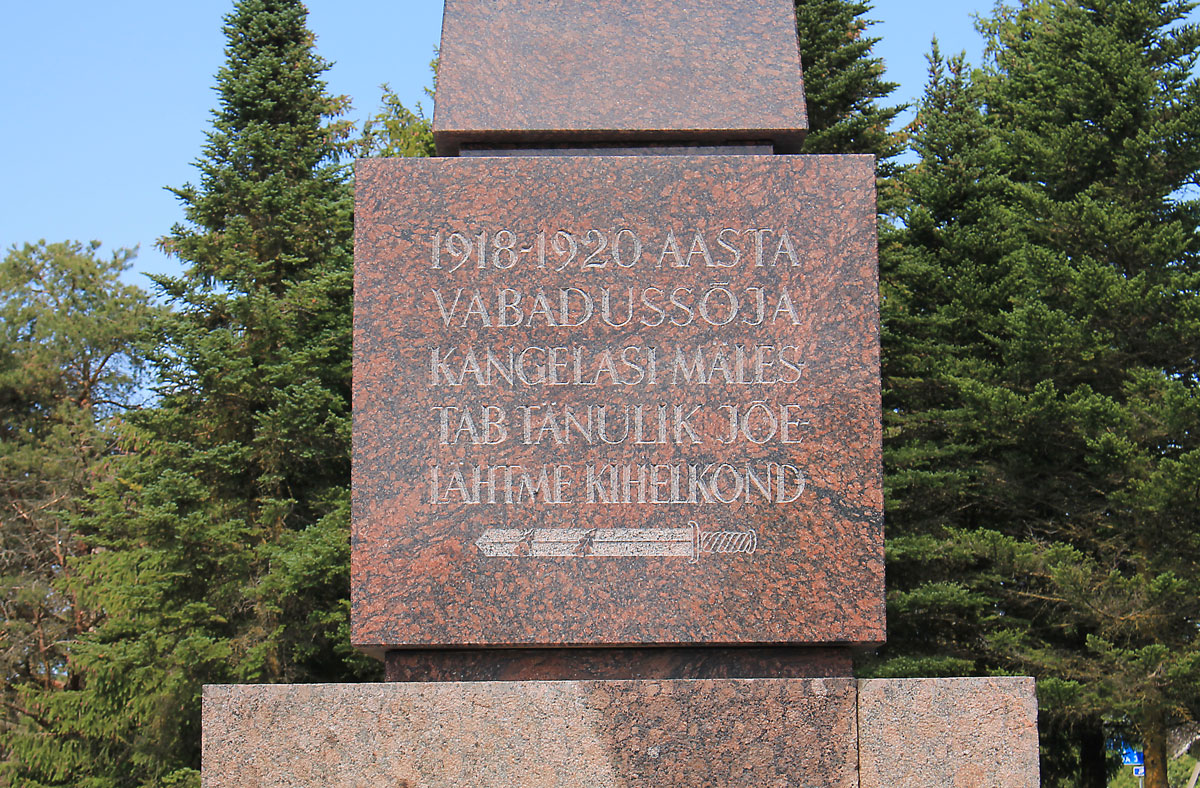 1918-1920 AASTA
VABADUSSÕJA
KANGELASI MÄLES
TAB TÄNULIK JÕE-
LÄHTME KIHELKOND